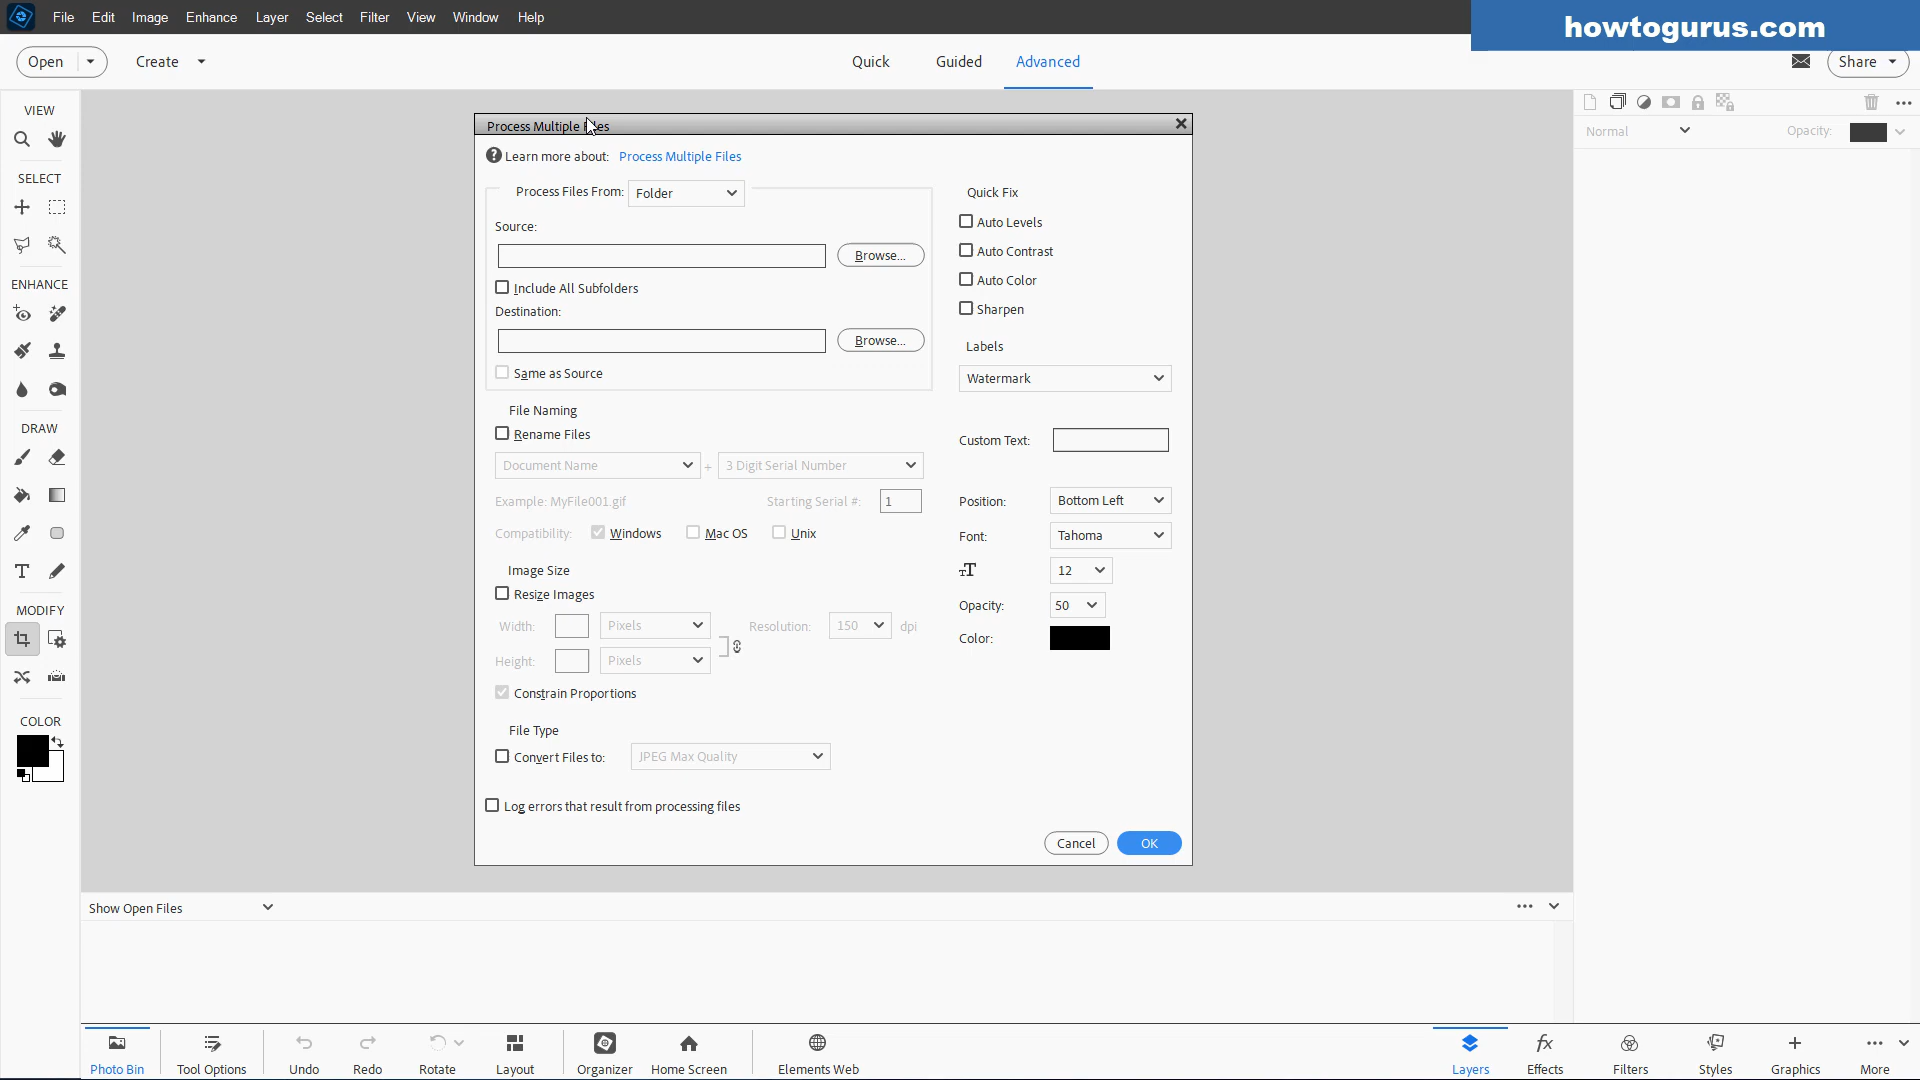 File Edit Image Enhance Layer Select Filter View Window Help
howtogurus.com
Open Create Quick Guided Advanced Share
VIEW
SELECT
ENHANCE
DRAW
MODIFY
COLOR
Normal Opacity:
Process Multiple Files
Learn more about: Process Multiple Files
Process Files From: Folder
Source:
Browse...
Include All Subfolders
Destination:
Browse...
Same as Source
File Naming
Rename Files
Document Name + 3 Digit Serial Number
Example: MyFile001.gif Starting Serial #: 1
Compatibility: Windows Mac OS Unix
Image Size
Resize Images
Width: Pixels Resolution: 150 dpi
Height: Pixels
Constrain Proportions
File Type
Convert Files to: JPEG Max Quality
Log errors that result from processing files
Quick Fix
Auto Levels
Auto Contrast
Auto Color
Sharpen
Labels
Watermark
Custom Text:
Position: Bottom Left
Font: Tahoma
12
Opacity: 50
Color:
Cancel OK
Show Open Files
Photo Bin Tool Options Undo Redo Rotate Layout Organizer Home Screen Elements Web Layers Effects Filters Styles Graphics More